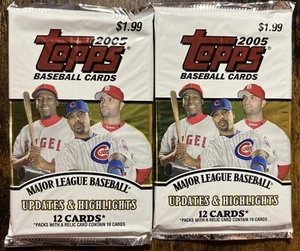 $1.99
2005
Topps
BASEBALL CARDS
ANGEL
MAJOR LEAGUE BASEBALL
UPDATES & HIGHLIGHTS
12 CARDS*
*PACKS WITH A RELIC CARD CONTAIN 10 CARDS
$1.99
2005
Topps
BASEBALL CARDS
ANGEL
MAJOR LEAGUE BASEBALL
UPDATES & HIGHLIGHTS
12 CARDS*
*PACKS WITH A RELIC CARD CONTAIN 10 CARDS